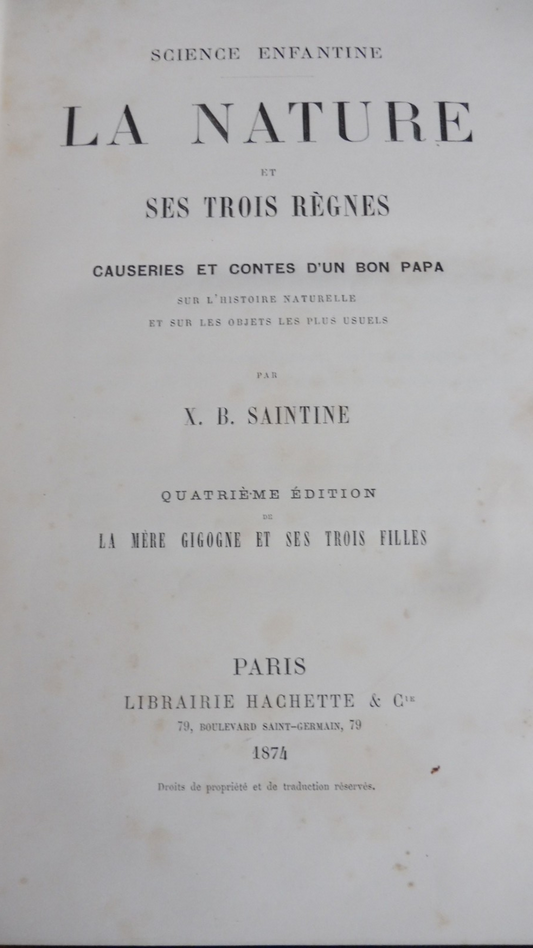 SCIENCE ENFANTINE
LA NATURE
ET
SES TROIS RÈGNES
CAUSERIES ET CONTES D'UN BON PAPA
SUR L'HISTOIRE NATURELLE
ET SUR LES OBJETS LES PLUS USUELS
PAR
X. B. SAINTINE
QUATRIÈME ÉDITION
DE
LA MÈRE GIGOGNE ET SES TROIS FILLES
PARIS
LIBRAIRIE HACHETTE & Cie
79, BOULEVARD SAINT-GERMAIN, 79
1874
Droits de propriété et de traduction réservés.